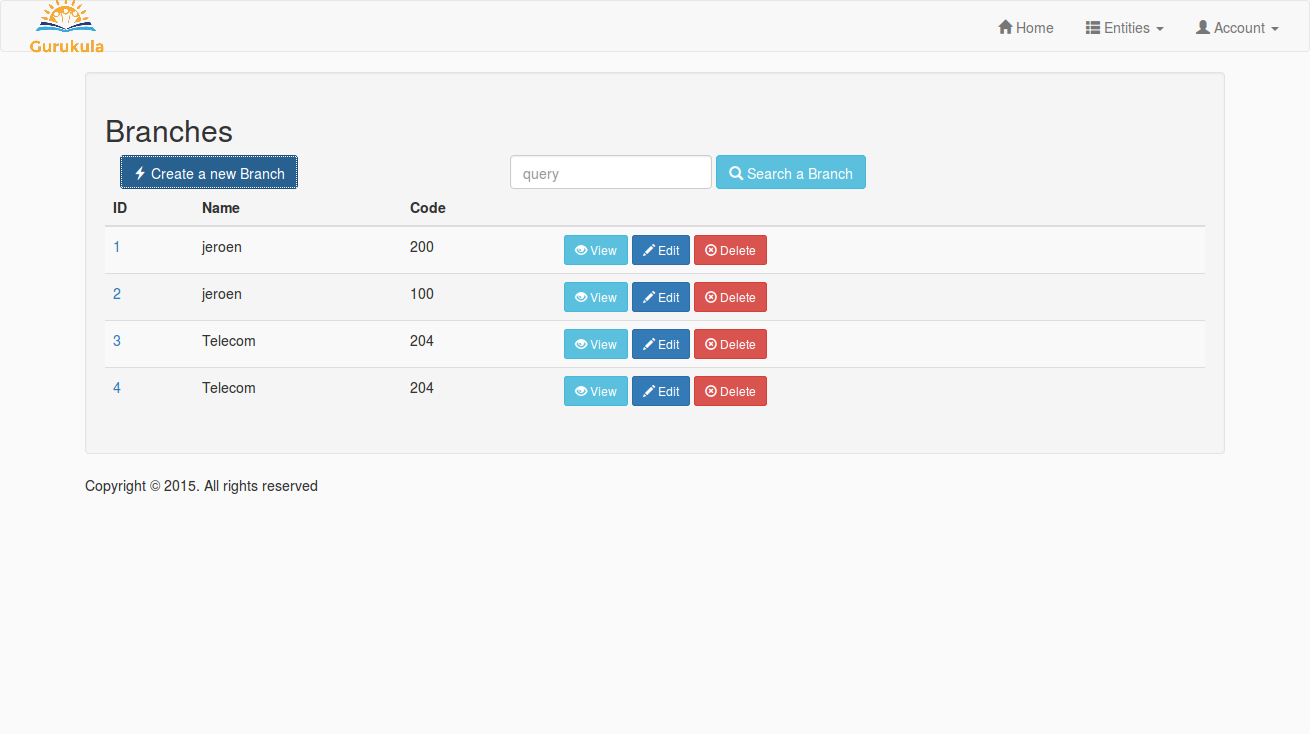 Gurukula
Home Entities Account
Branches
Create a new Branch query Search a Branch
ID Name Code
1 jeroen 200 View Edit Delete
2 jeroen 100 View Edit Delete
3 Telecom 204 View Edit Delete
4 Telecom 204 View Edit Delete
Copyright © 2015. All rights reserved